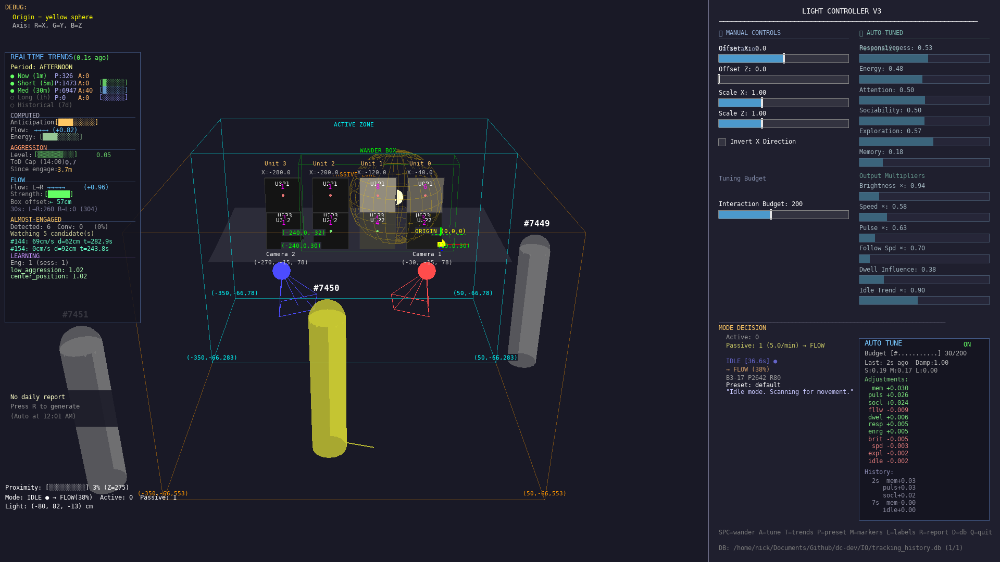 DEBUG:
Origin = yellow sphere
Axis: R=X, G=Y, B=Z
REALTIME TRENDS (0.1s ago)
Period: AFTERNOON
● Now (1m) P:326 A:0
● Short (5m) P:1473 A:0
● Med (30m) P:6947 A:40
○ Long (1h) P:0 A:0
○ Historical (7d)
COMPUTED
Anticipation:
Flow: →→→→ (+0.82)
Energy:
AGGRESSION
Level: 0.05
ToD Cap (14:00): 0.7
Since engage: 3.7m
FLOW
Flow: L→R →→→→→ (+0.96)
Strength:
Box offset: ← 57cm
30s: L→R:260 R→L:0 (304)
ALMOST-ENGAGED
Detected: 6 Conv: 0 (0%)
Watching 5 candidate(s)
#144: 69cm/s d=62cm t=282.9s
#154: 0cm/s d=92cm t=243.8s
LEARNING
Eng: 1 (sess: 1)
low_aggression: 1.02
center_position: 1.02
#7451
No daily report
Press R to generate
(Auto at 12:01 AM)
Proximity: [░░░░░░░░░░] 3% (Z=275)
Mode: IDLE ● → FLOW(38%) Active: 0 Passive: 1
Light: (-80, 82, -13) cm
ACTIVE ZONE
WANDER BOX
Unit 3
Unit 2
Unit 1
Unit 0
X=-280.0
X=-200.0
X=-120.0
X=-40.0
U3P1
U2P1
U1P1
U0P1
U3P2
U2P2
U1P2
U0P2
(-240,0,-32)
ORIGIN (0,0,0)
(-240,0,30)
(19,0,30)
Camera 2
(-270, -15, 78)
Camera 1
(-30, -15, 78)
#7449
#7450
(-350,-66,78)
(50,-66,78)
(-350,-66,283)
(50,-66,283)
(-350,-66,553)
(50,-66,553)
LIGHT CONTROLLER V3
MANUAL CONTROLS
Offset X: 0.0
Offset Z: 0.0
Scale X: 1.00
Scale Z: 1.00
Invert X Direction
Tuning Budget
Interaction Budget: 200
AUTO-TUNED
Responsiveness: 0.53
Energy: 0.48
Attention: 0.50
Sociability: 0.50
Exploration: 0.57
Memory: 0.18
Output Multipliers
Brightness ×: 0.94
Speed ×: 0.58
Pulse ×: 0.63
Follow Spd ×: 0.70
Dwell Influence: 0.38
Idle Trend ×: 0.90
MODE DECISION
Active: 0
Passive: 1 (5.0/min) → FLOW
IDLE [36.6s] ●
→ FLOW (38%)
B3-17 P2642 R80
Preset: default
"Idle mode. Scanning for movement."
AUTO TUNE ON
Budget [#...........] 30/200
Last: 2s ago Damp:1.00
S:0.19 M:0.17 L:0.00
Adjustments:
mem +0.030
puls +0.026
socl +0.024
fllw -0.009
dwel +0.006
resp +0.005
enrg +0.005
brit -0.005
spd -0.003
expl -0.002
idle -0.002
History:
2s mem+0.03
puls+0.03
socl+0.02
7s mem-0.00
idle+0.00
SPC=wander A=tune T=trends P=preset M=markers L=labels R=report D=db Q=quit
DB: /home/nick/Documents/Github/dc-dev/IO/tracking_history.db (1/1)